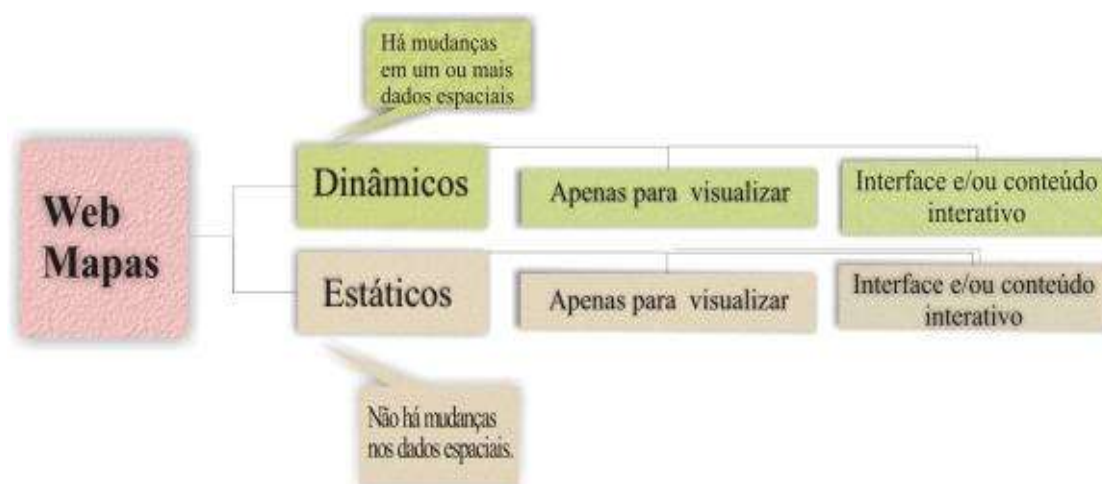 Há mudanças
em um ou mais
dados espaciais
Web
Mapas
Dinâmicos
Apenas para visualizar
Interface e/ou conteúdo
interativo
Estáticos
Apenas para visualizar
Interface e/ou conteúdo
interativo
Não há mudanças
nos dados espaciais.